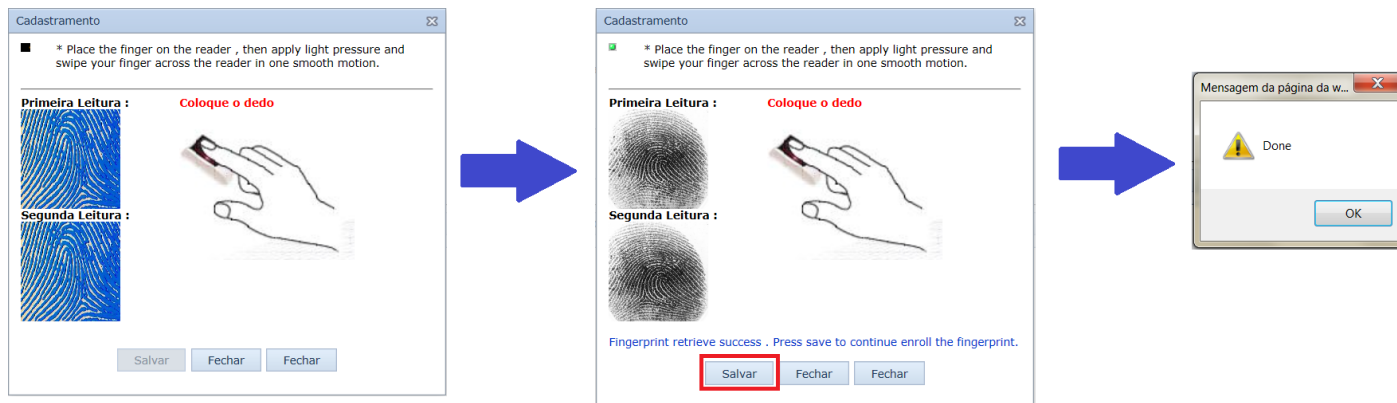 Cadastramento
* Place the finger on the reader , then apply light pressure and
swipe your finger across the reader in one smooth motion.
Primeira Leitura :
Coloque o dedo
Segunda Leitura :
Salvar
Fechar
Fechar
Cadastramento
* Place the finger on the reader , then apply light pressure and
swipe your finger across the reader in one smooth motion.
Primeira Leitura :
Coloque o dedo
Segunda Leitura :
Fingerprint retrieve success . Press save to continue enroll the fingerprint.
Salvar
Fechar
Fechar
Mensagem da página da w...
Done
OK